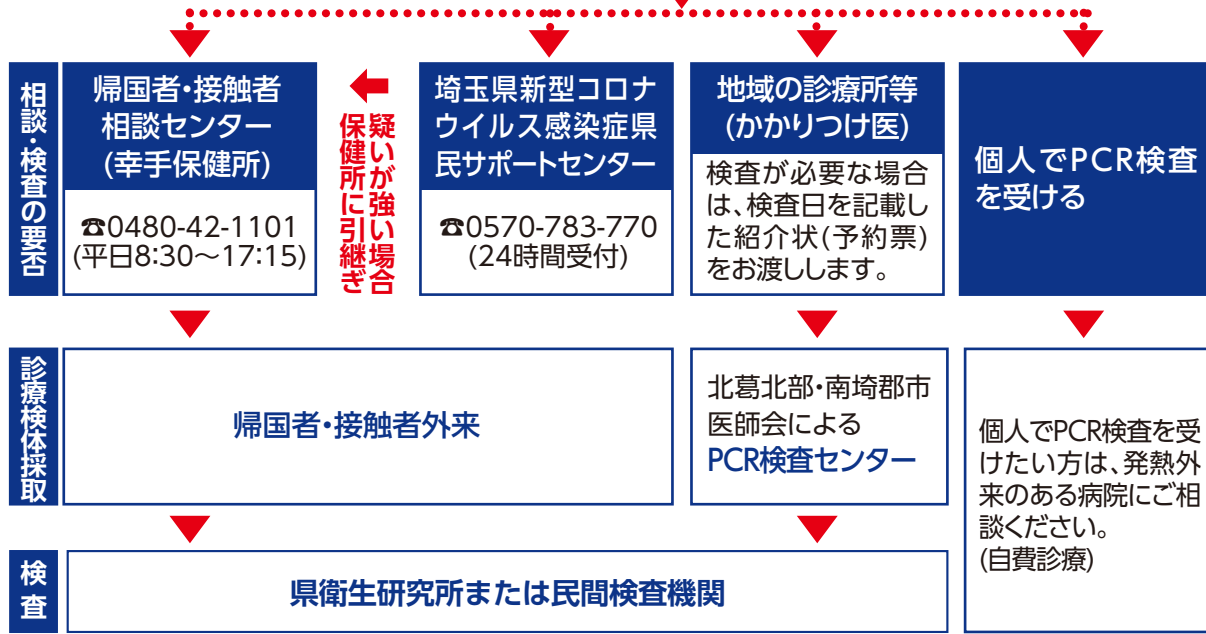 相談・検査の要否
帰国者・接触者
相談センター
(幸手保健所)
☎0480-42-1101
(平日8:30～17:15)
疑いが強い場合
保健所に引継ぎ
埼玉県新型コロナ
ウイルス感染症県
民サポートセンター
☎0570-783-770
(24時間受付)
地域の診療所等
(かかりつけ医)
検査が必要な場合
は、検査日を記載し
た紹介状(予約票)
をお渡しします。
個人でPCR検査
を受ける
診療検体採取
帰国者・接触者外来
北葛北部・南埼郡市
医師会による
PCR検査センター
個人でPCR検査を受
けたい方は、発熱外
来のある病院にご相
談ください。
(自費診療)
検査
県衛生研究所または民間検査機関